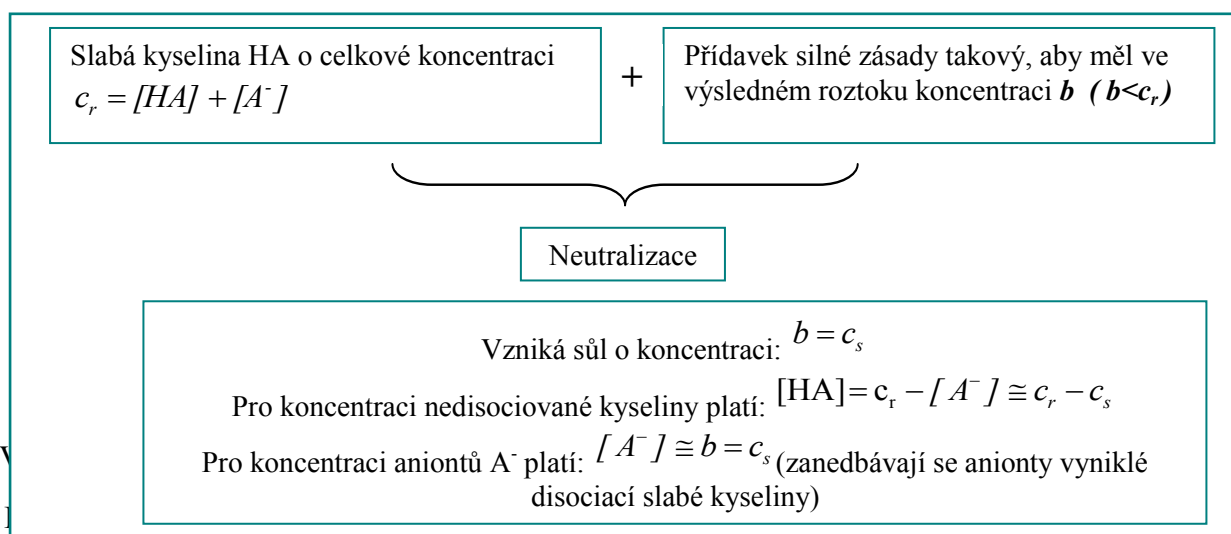 Slabá kyselina HA o celkové koncentraci
c_r = [HA] + [A⁻]
+
Přídavek silné zásady takový, aby měl ve
výsledném roztoku koncentraci b ( b<c_r)
Neutralizace
Vzniká sůl o koncentraci: b = c_s
Pro koncentraci nedisociované kyseliny platí: [HA] = c_r − [A⁻] ≅ c_r − c_s
Pro koncentraci aniontů A⁻ platí: [A⁻] ≅ b = c_s (zanedbávají se anionty vyniklé
disociací slabé kyseliny)